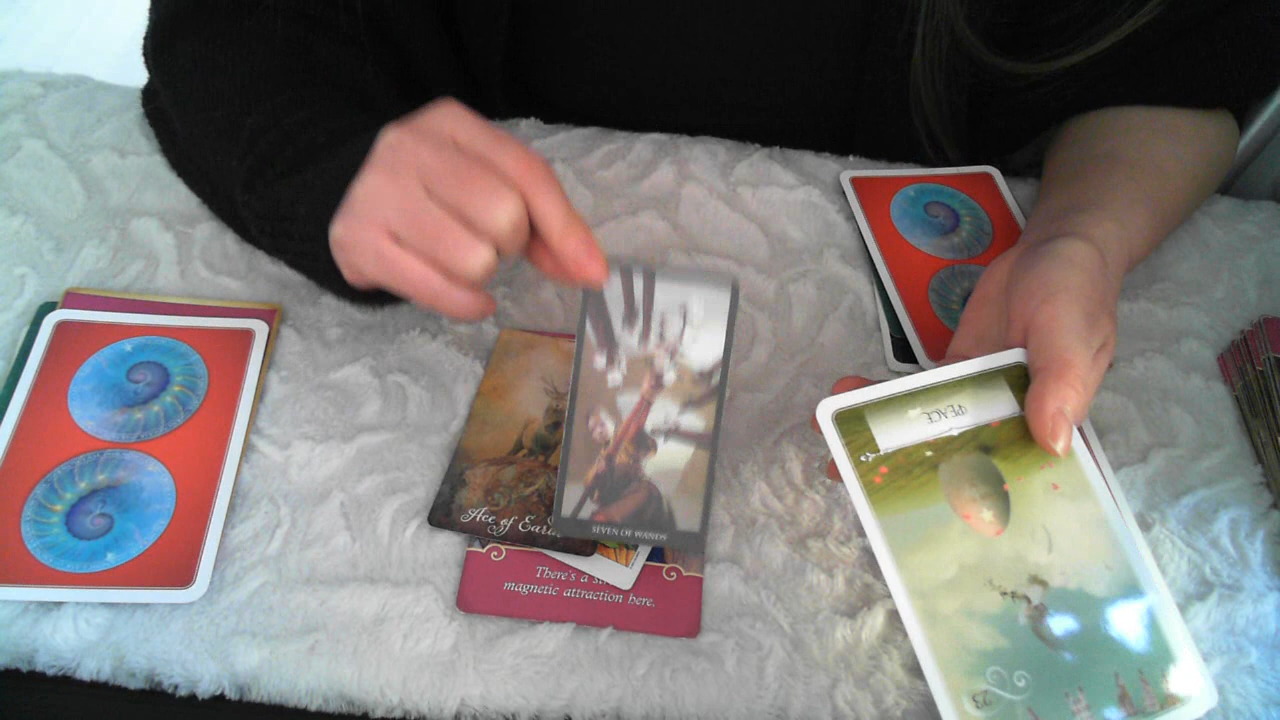 PEACE
Ace of Earth
SEVEN OF WANDS
There's a
magnetic attraction here.
23